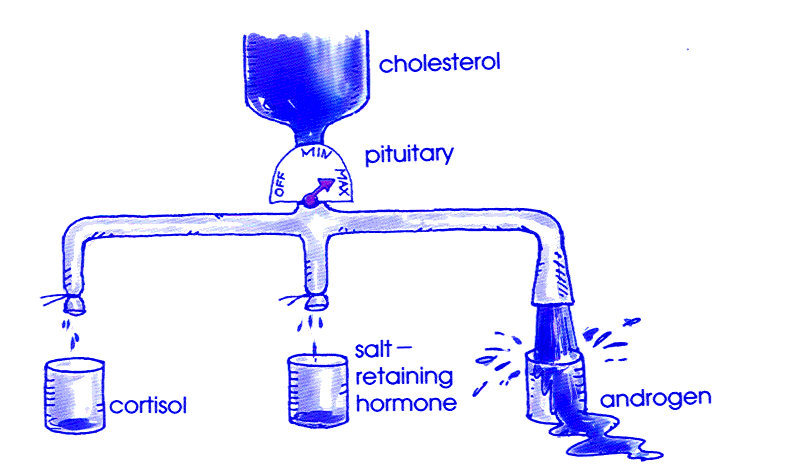 cholesterol
pituitary
OFF
MIN
MAX
cortisol
salt—
retaining
hormone
androgen